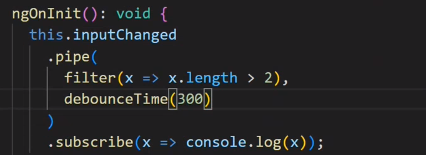 ngOnInit(): void {
this.inputChanged
.pipe(
filter(x => x.length > 2),
debounceTime(300)
)
.subscribe(x => console.log(x));